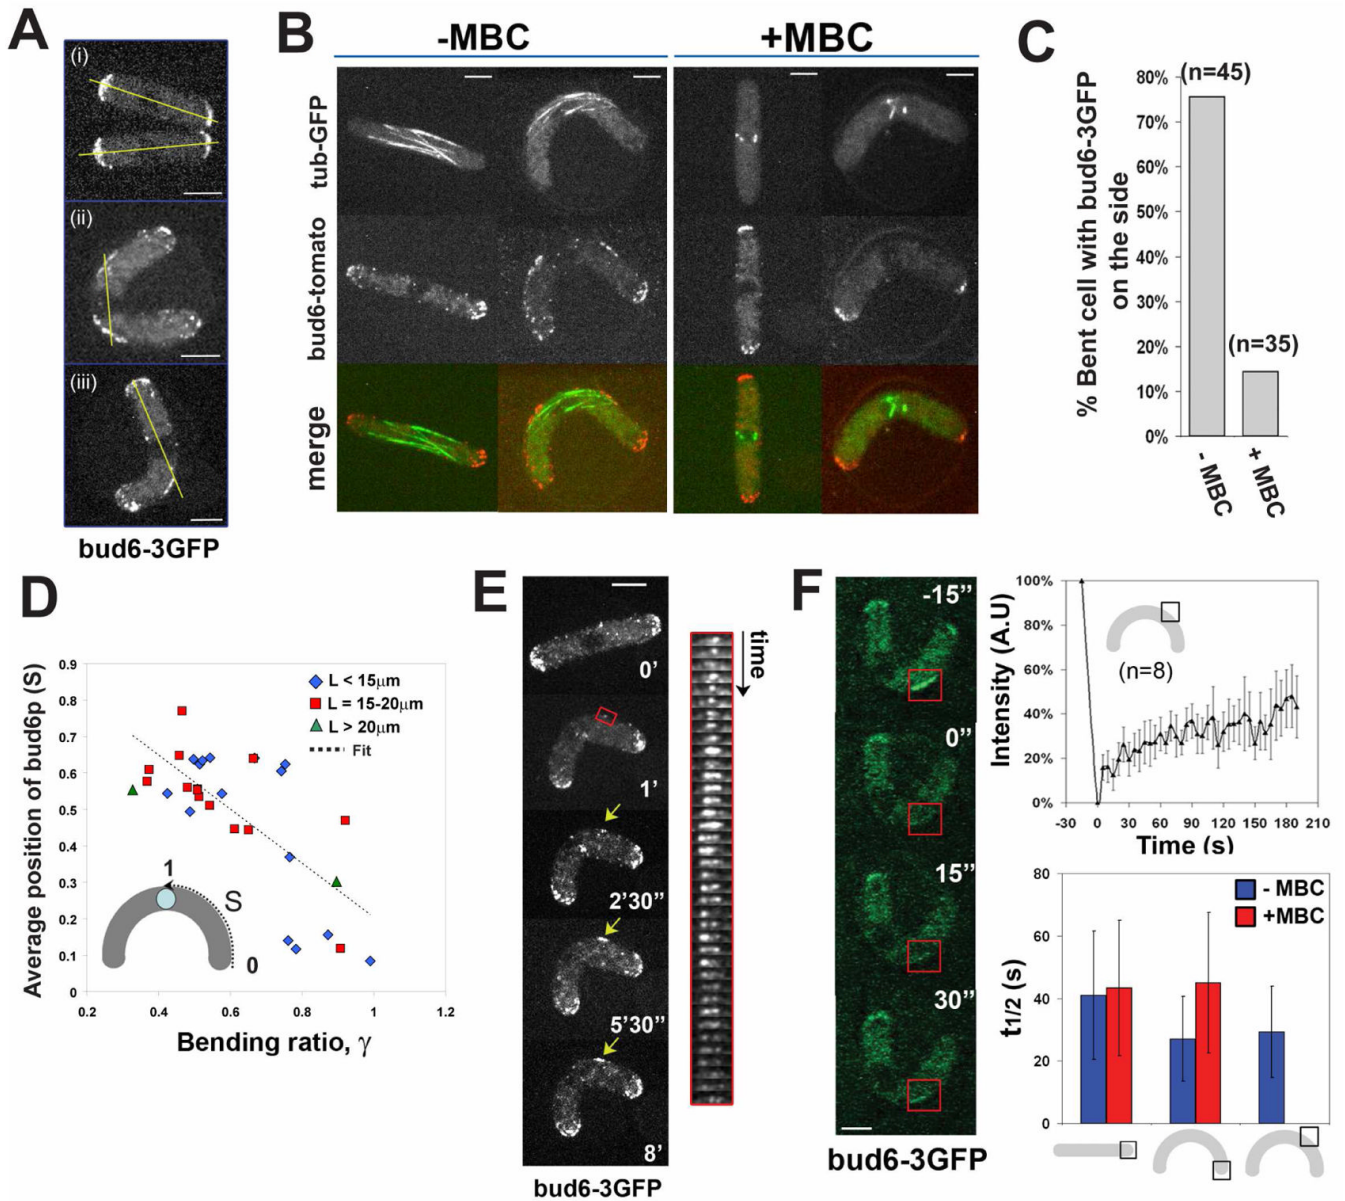 A
(i)
(ii)
(iii)
bud6-3GFP
B
-MBC
+MBC
tub-GFP
bud6-tomato
merge
C
% Bent cell with bud6-3GFP
on the side
80%
70%
60%
50%
40%
30%
20%
10%
0%
(n=45)
(n=35)
- MBC
+ MBC
D
Average position of bud6p (S)
0.9
0.8
0.7
0.6
0.5
0.4
0.3
0.2
0.1
0
L < 15μm
L = 15-20μm
L > 20μm
Fit
1
S
0
0.2
0.4
0.6
0.8
1
1.2
Bending ratio, γ
E
0’
1’
2’30’’
5’30’’
8’
time
bud6-3GFP
F
-15’’
0’’
15’’
30’’
bud6-3GFP
Intensity (A.U)
100%
80%
60%
40%
20%
0%
(n=8)
-30
0
30
60
90
120
150
180
210
Time (s)
t1/2 (s)
80
60
40
20
0
- MBC
+MBC